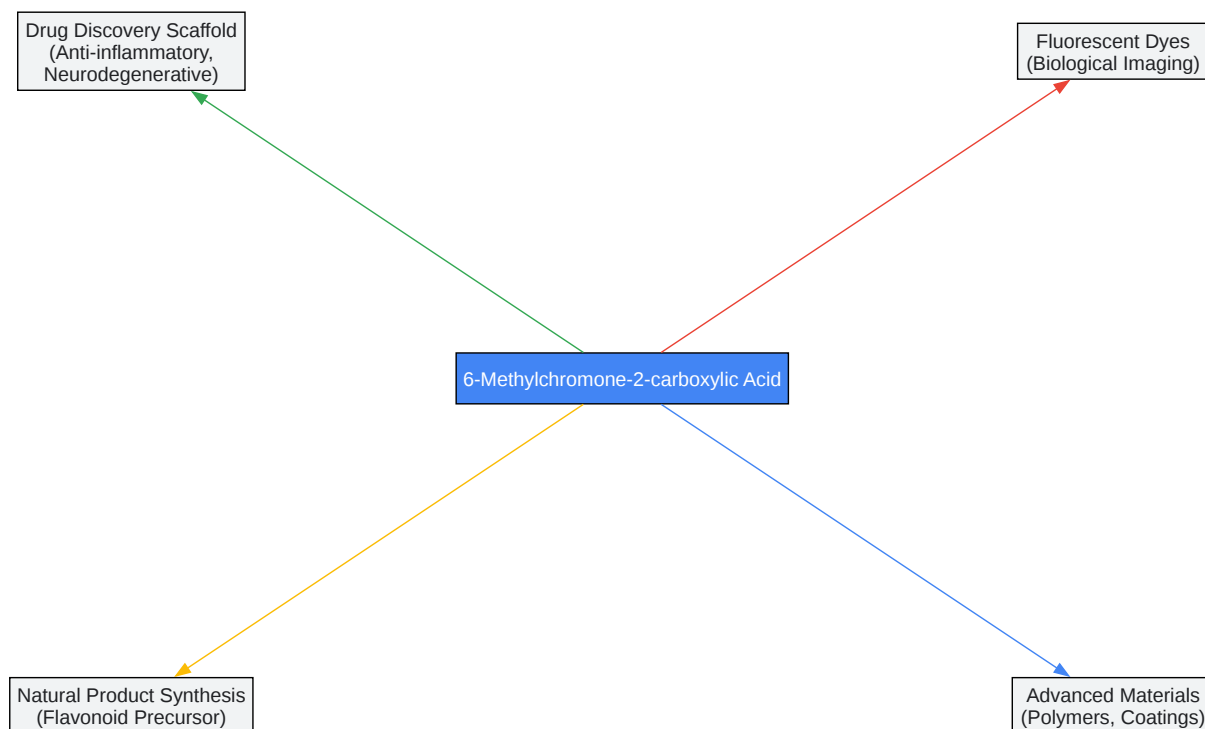 Drug Discovery Scaffold
(Anti-inflammatory,
Neurodegenerative)
Fluorescent Dyes
(Biological Imaging)
6-Methylchromone-2-carboxylic Acid
Natural Product Synthesis
(Flavonoid Precursor)
Advanced Materials
(Polymers, Coatings)